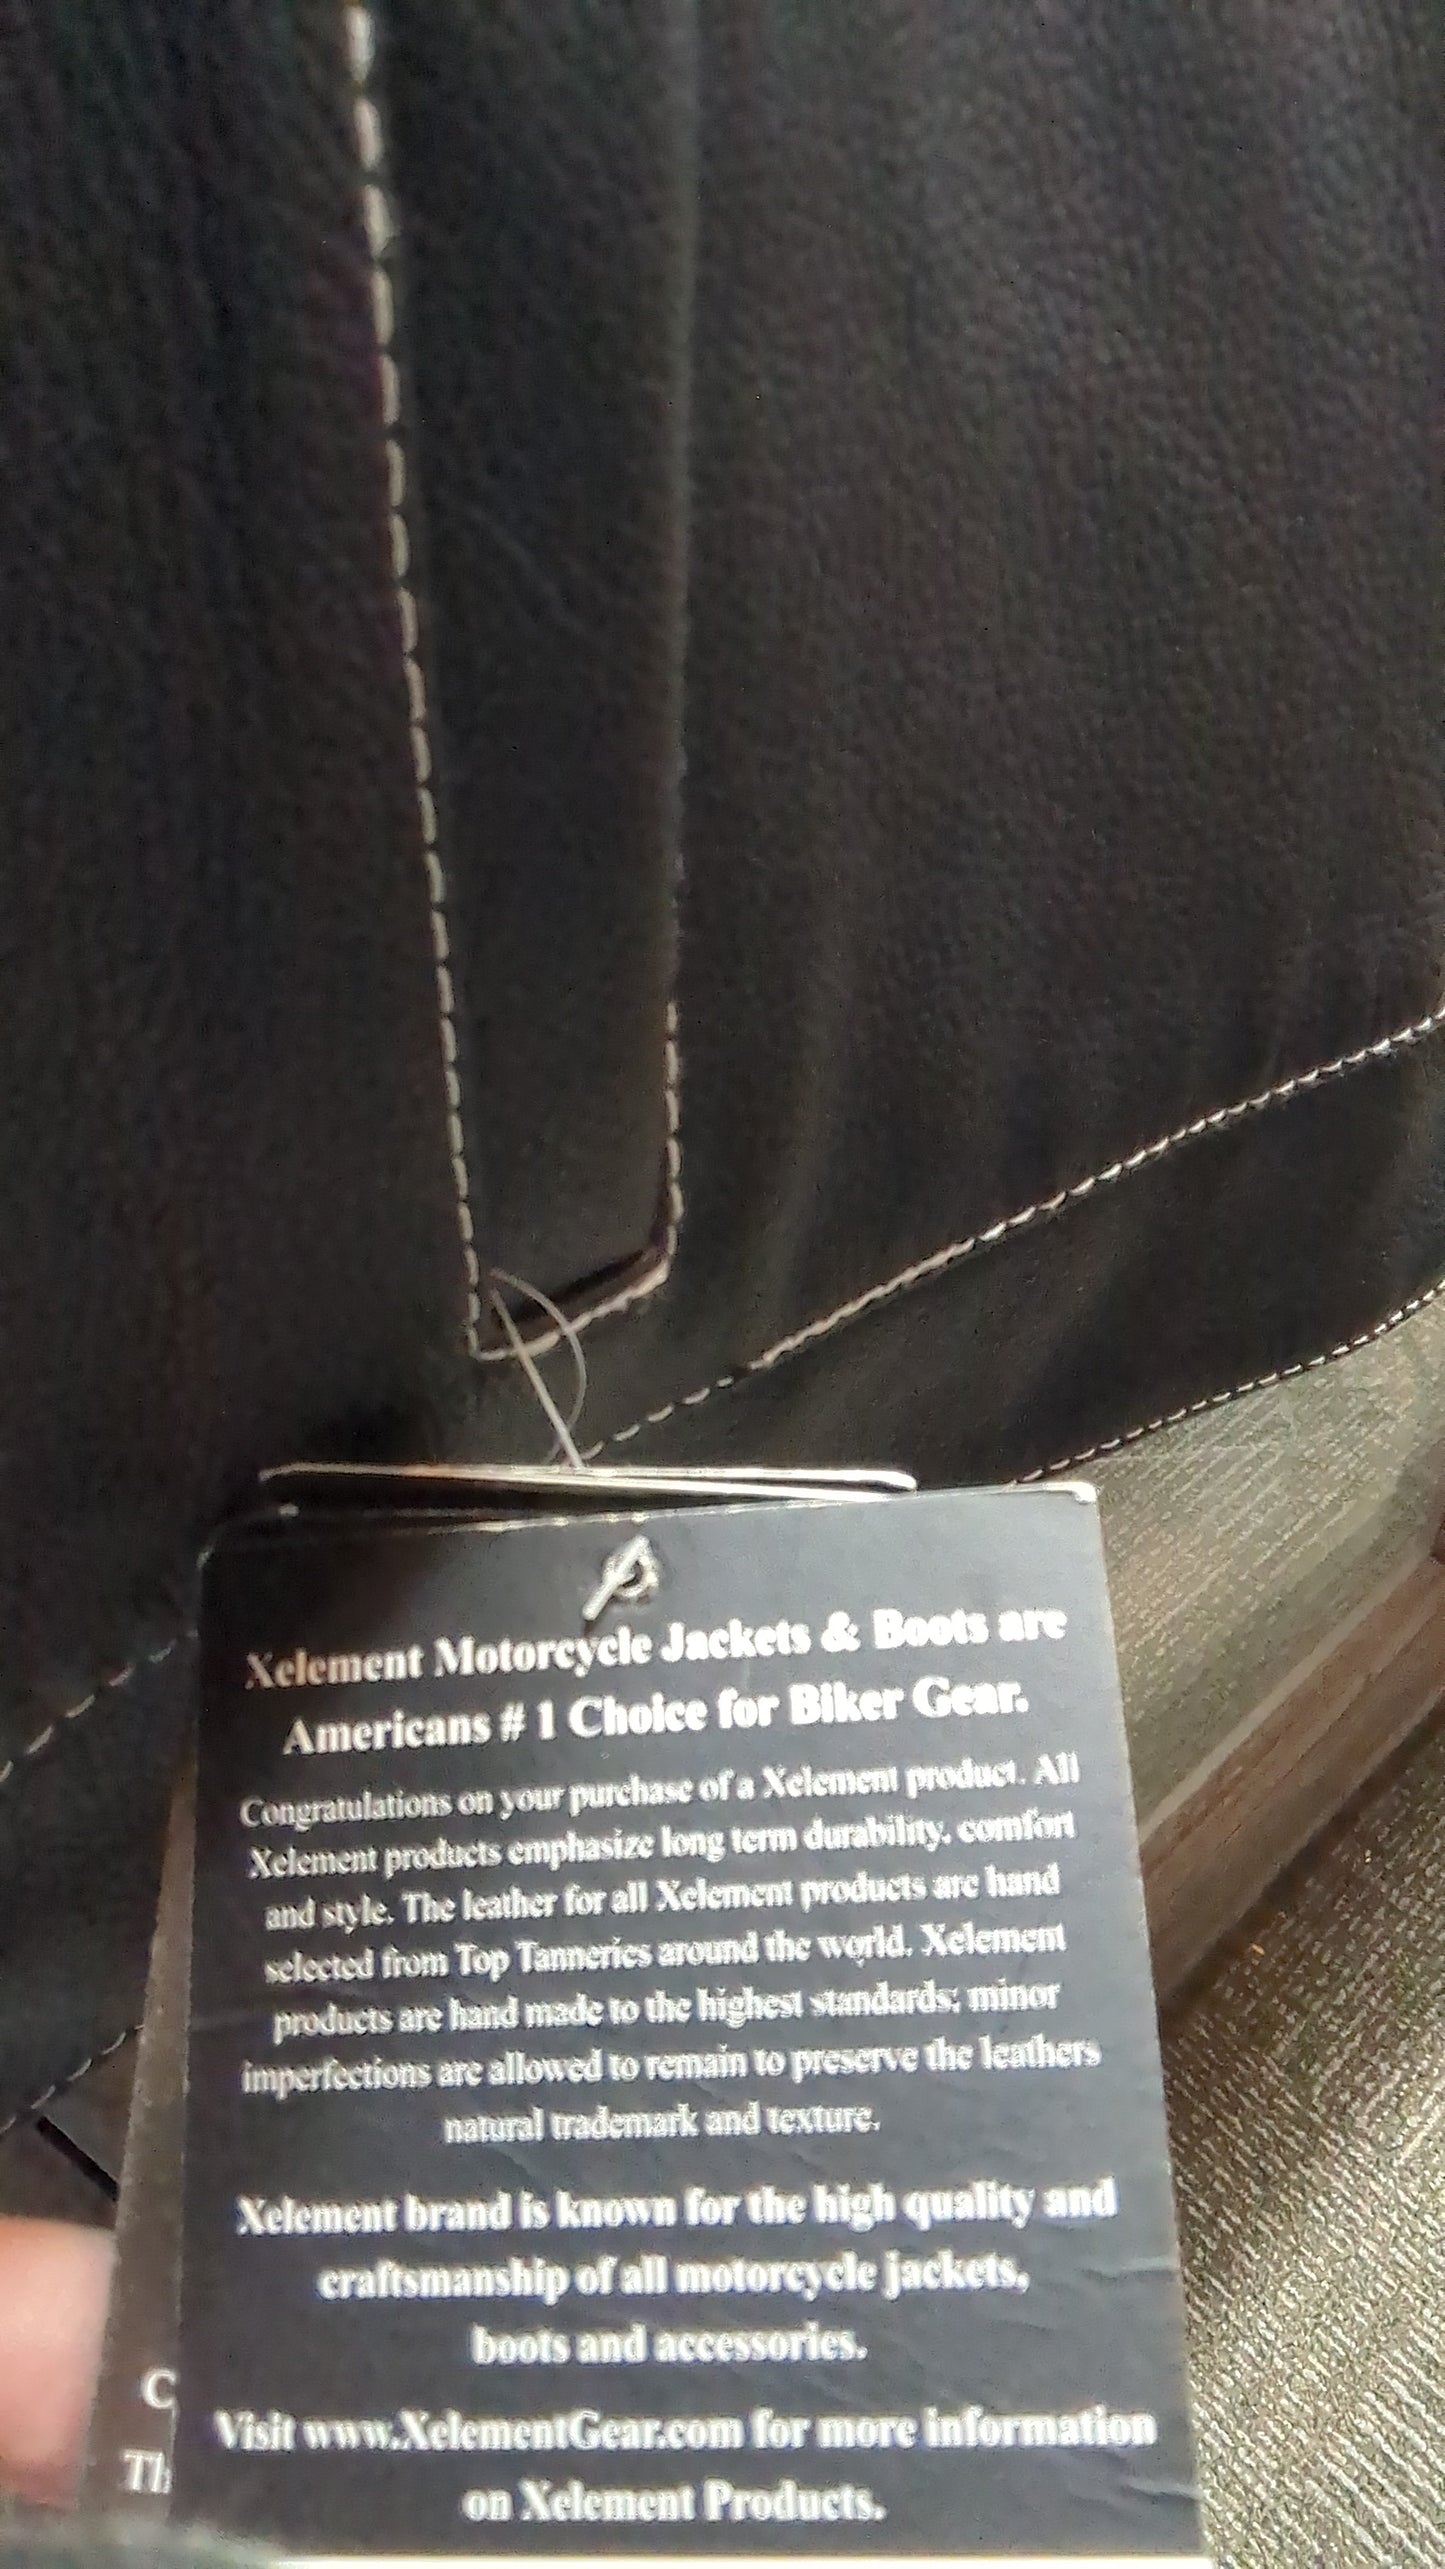 Xelement Motorcycle Jackets & Boots are
Americans # 1 Choice for Biker Gear.
Congratulations on your purchase of a Xelement product. All
Xelement products emphasize long term durability, comfort
and style. The leather for all Xelement products are hand
selected from Top Tanneries around the world. Xelement
products are hand made to the highest standards; minor
imperfections are allowed to remain to preserve the leathers
natural trademark and texture.
Xelement brand is known for the high quality and
craftsmanship of all motorcycle jackets,
boots and accessories.
Visit www.XelementGear.com for more information
on Xelement Products.
C
Th